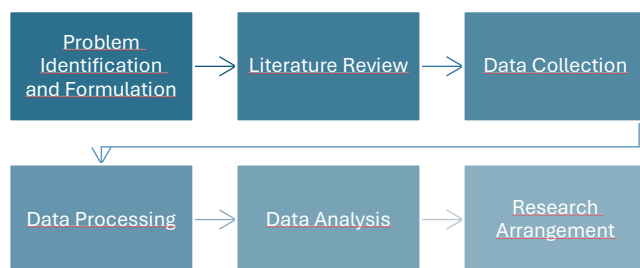 Problem
Identification
and Formulation
Literature Review
Data Collection
Data Processing
Data Analysis
Research
Arrangement